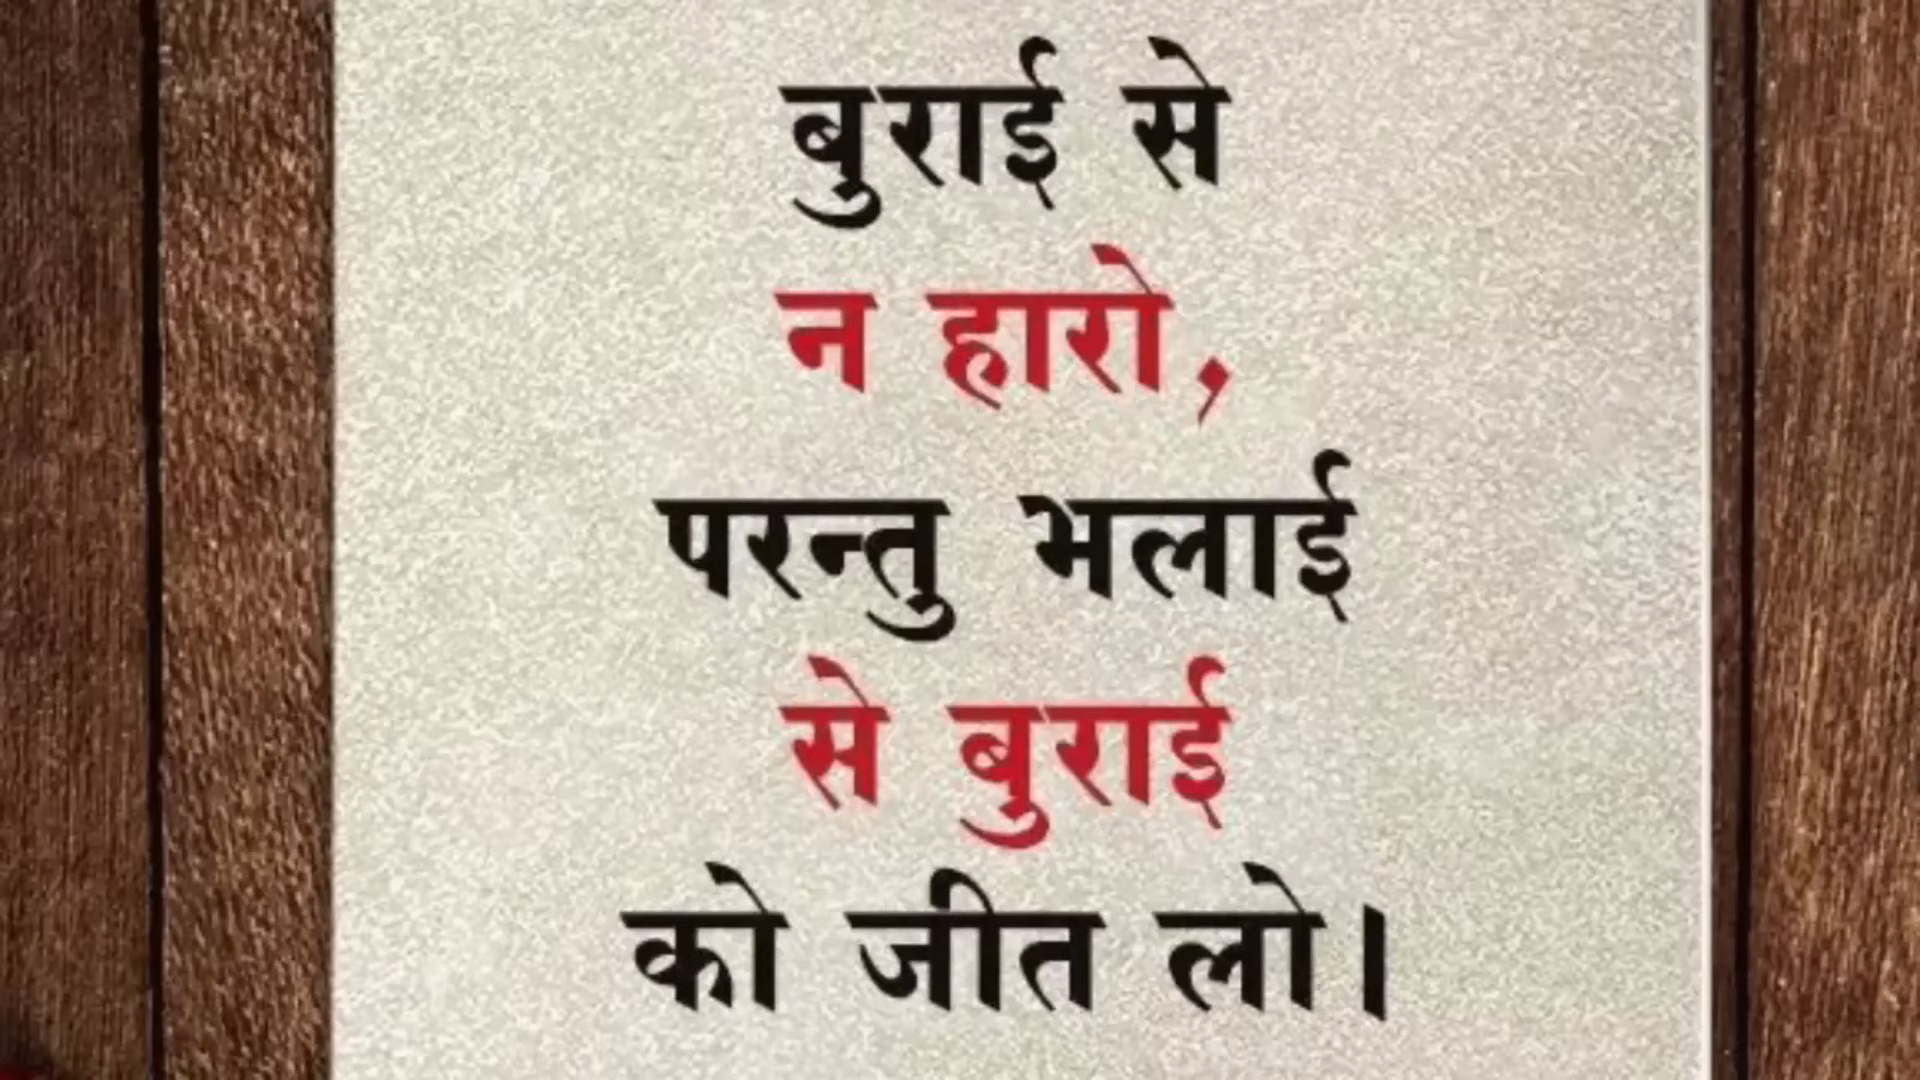 बुराई से
न हारो,
परन्तु भलाई
से बुराई
को जीत लो।